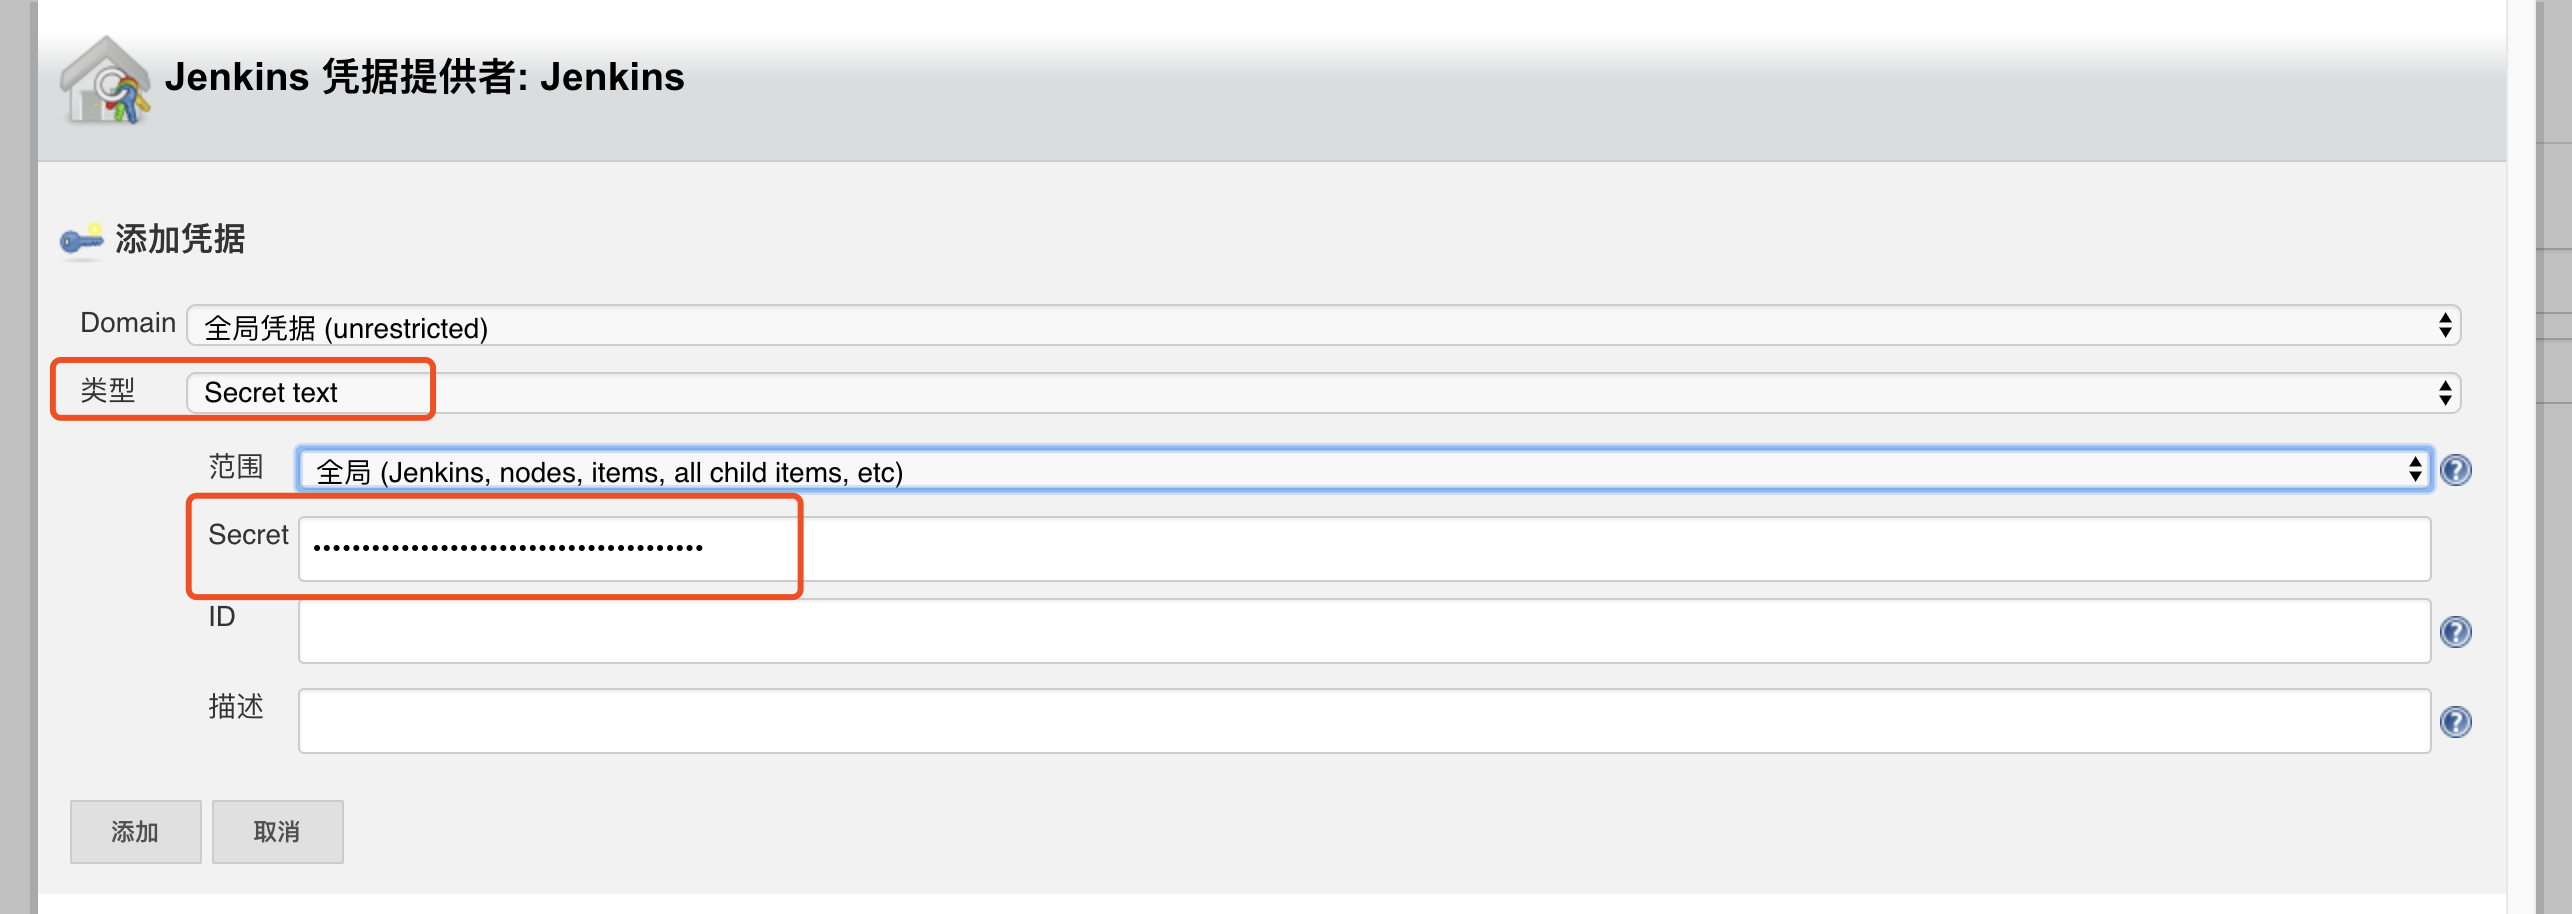 Jenkins 凭据提供者: Jenkins
添加凭据
Domain 全局凭据 (unrestricted)
类型 Secret text
范围 全局 (Jenkins, nodes, items, all child items, etc)
Secret ••••••••••••••••••••••••••••••••••••••••
ID
描述
添加 取消